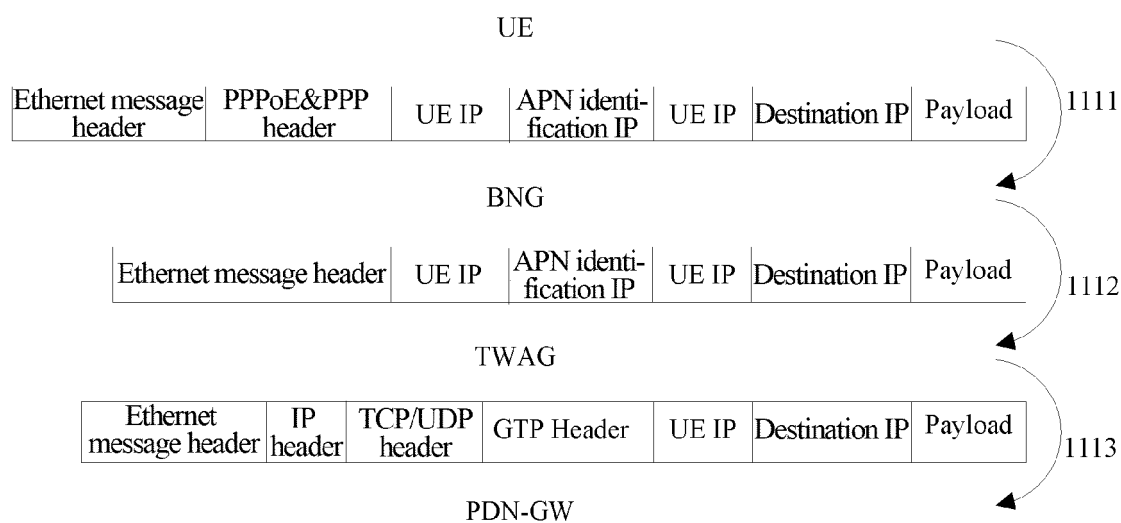 UE
Ethernet message header
PPPoE&PPP header
UE IP
APN identi-
fication IP
UE IP
Destination IP
Payload
1111
BNG
Ethernet message header
UE IP
APN identi-
fication IP
UE IP
Destination IP
Payload
1112
TWAG
Ethernet
message header
IP
header
TCP/UDP
header
GTP Header
UE IP
Destination IP
Payload
1113
PDN-GW